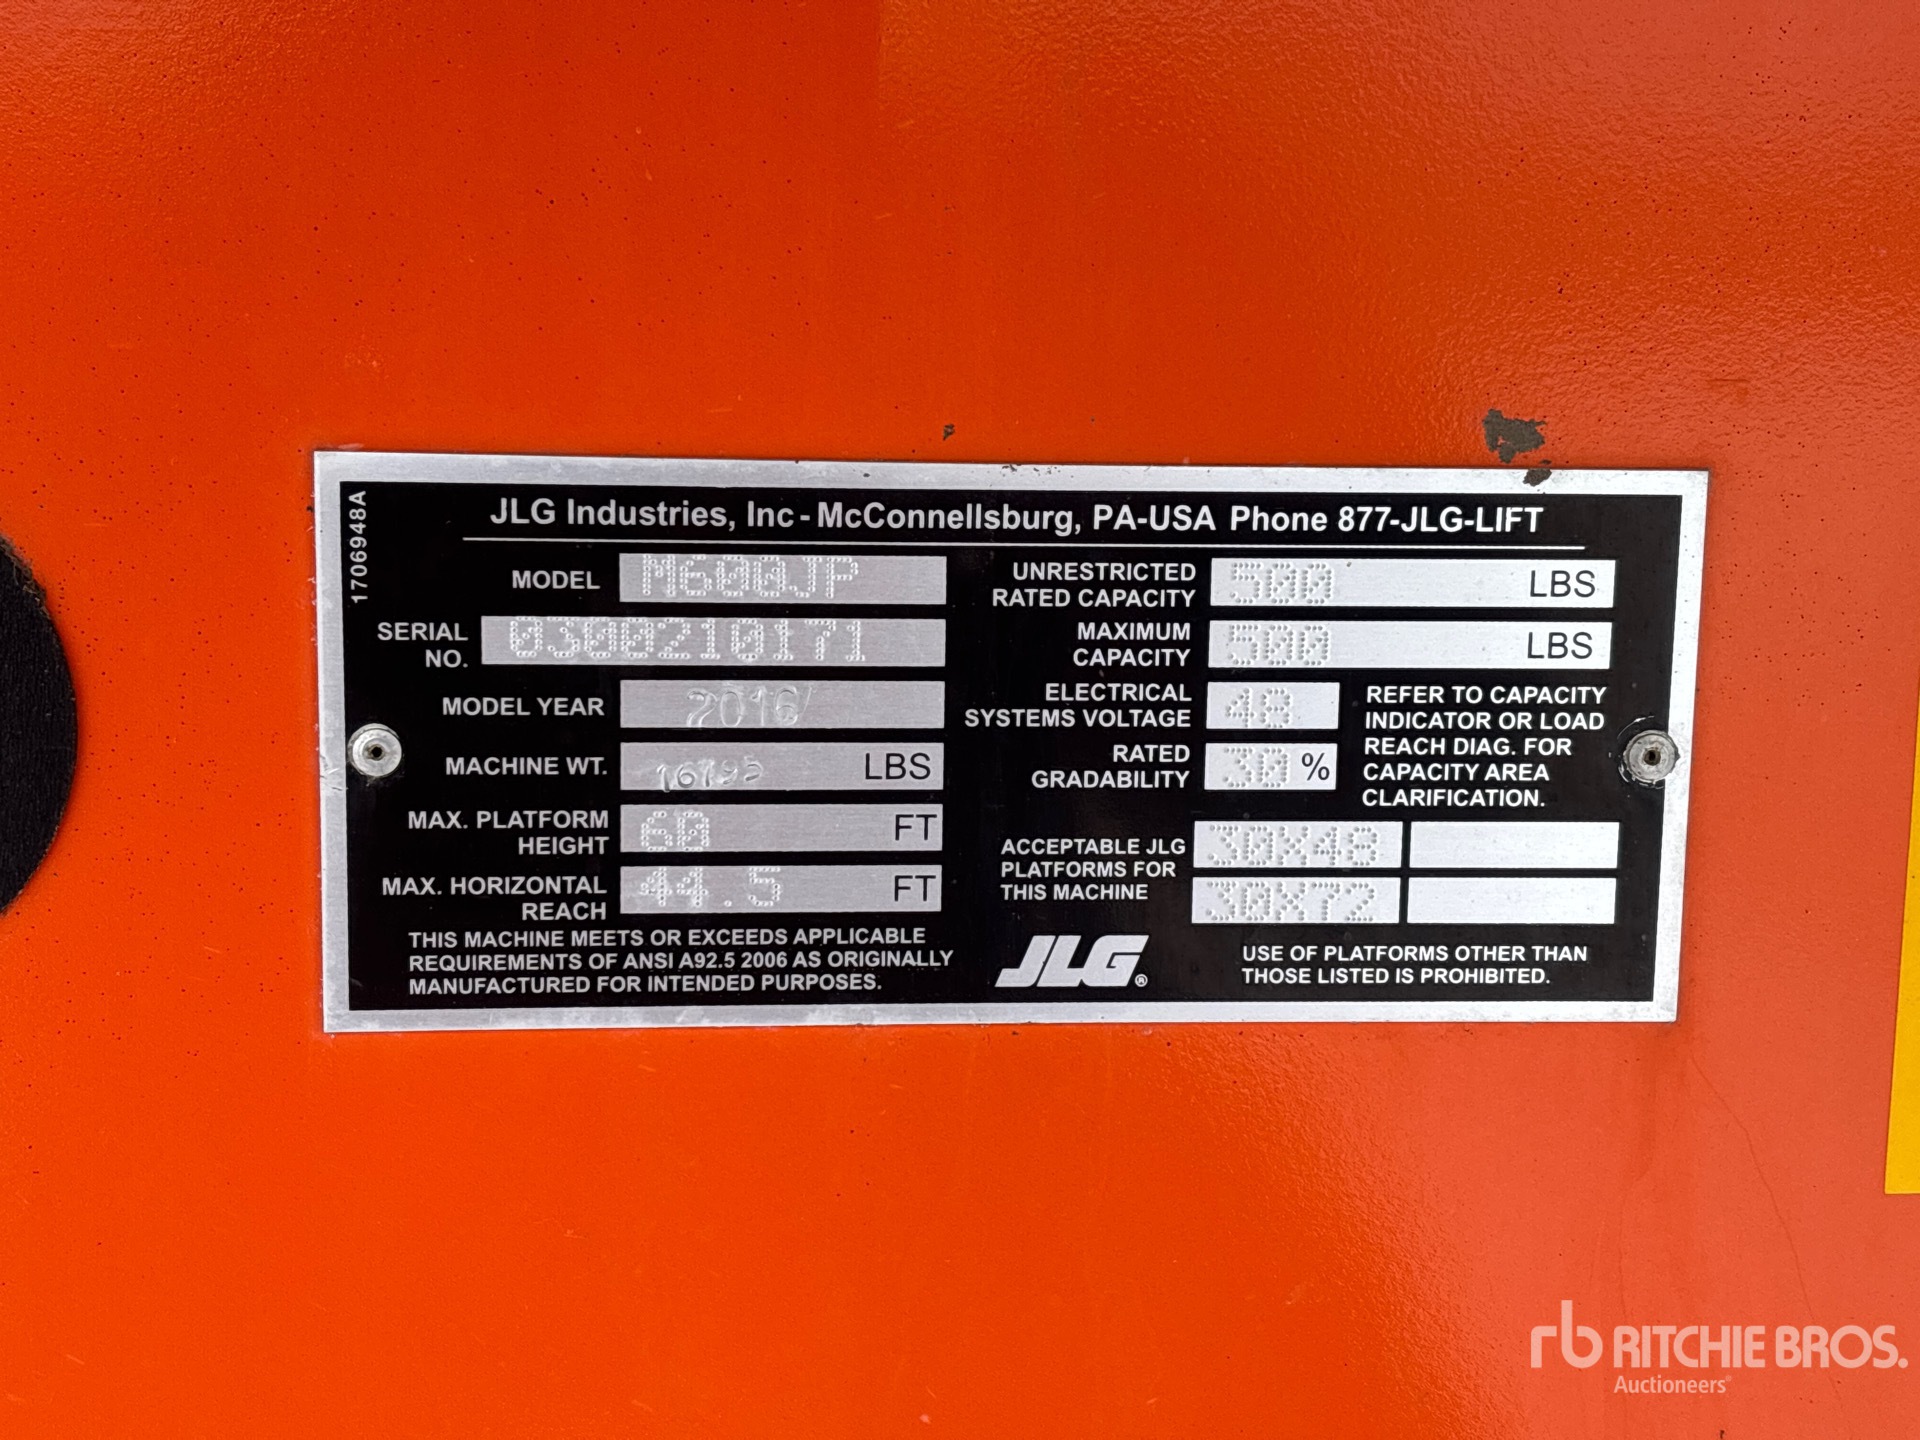 1706948A
JLG Industries, Inc - McConnellsburg, PA-USA Phone 877-JLG-LIFT
MODEL M600JP
SERIAL NO. 0300210171
MODEL YEAR 2016
MACHINE WT. 16795 LBS
MAX. PLATFORM HEIGHT 60 FT
MAX. HORIZONTAL REACH 44.5 FT
THIS MACHINE MEETS OR EXCEEDS APPLICABLE
REQUIREMENTS OF ANSI A92.5 2006 AS ORIGINALLY
MANUFACTURED FOR INTENDED PURPOSES.
UNRESTRICTED RATED CAPACITY 500 LBS
MAXIMUM CAPACITY 500 LBS
ELECTRICAL SYSTEMS VOLTAGE 48
RATED GRADABILITY 30 %
REFER TO CAPACITY
INDICATOR OR LOAD
REACH DIAG. FOR
CAPACITY AREA
CLARIFICATION.
ACCEPTABLE JLG
PLATFORMS FOR
THIS MACHINE
30X48
30X72
JLG®
USE OF PLATFORMS OTHER THAN
THOSE LISTED IS PROHIBITED.
rb RITCHIE BROS.
Auctioneers